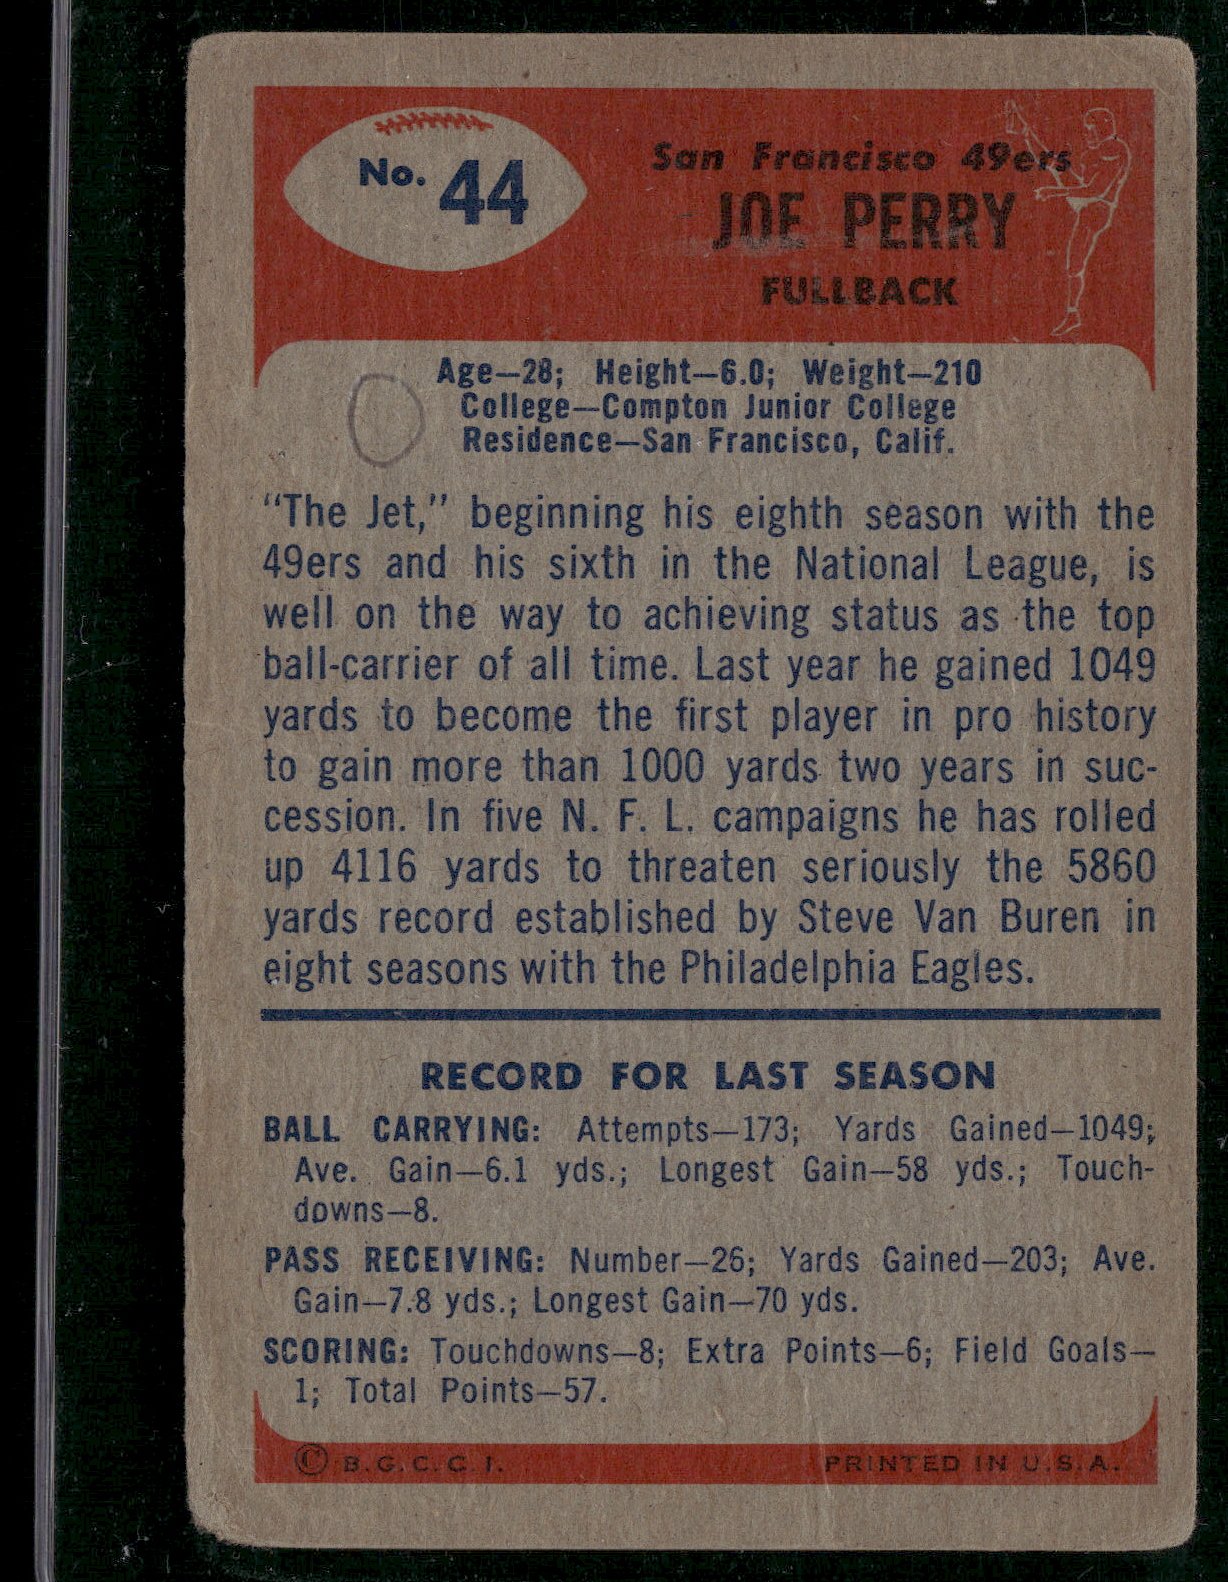 No. 44
San Francisco 49ers
JOE PERRY
FULLBACK
Age—28; Height—6.0; Weight—210
College—Compton Junior College
Residence—San Francisco, Calif.
"The Jet," beginning his eighth season with the
49ers and his sixth in the National League, is
well on the way to achieving status as the top
ball-carrier of all time. Last year he gained 1049
yards to become the first player in pro history
to gain more than 1000 yards two years in suc-
cession. In five N. F. L. campaigns he has rolled
up 4116 yards to threaten seriously the 5860
yards record established by Steve Van Buren in
eight seasons with the Philadelphia Eagles.
RECORD FOR LAST SEASON
BALL CARRYING: Attempts—173; Yards Gained—1049;
Ave. Gain—6.1 yds.; Longest Gain—58 yds.; Touch-
downs—8.
PASS RECEIVING: Number—26; Yards Gained—203; Ave.
Gain—7.8 yds.; Longest Gain—70 yds.
SCORING: Touchdowns—8; Extra Points—6; Field Goals—
1; Total Points—57.
© B.G.C.C.I. PRINTED IN U.S.A.